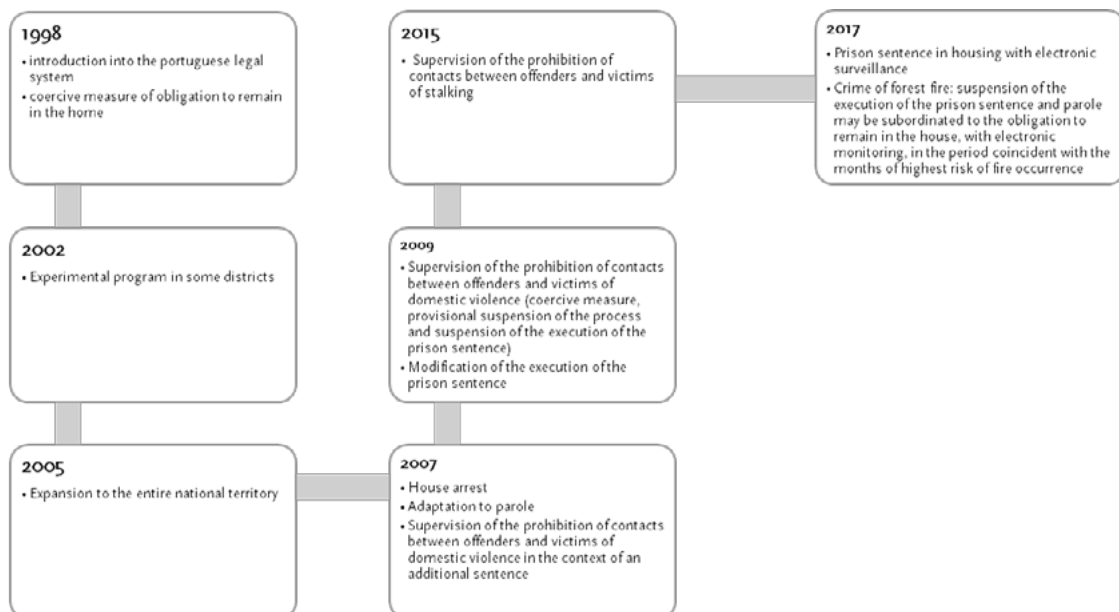 1998
• introduction into the portuguese legal
system
• coercive measure of obligation to remain
in the home
2002
• Experimental program in some districts
2005
• Expansion to the entire national territory
2007
• House arrest
• Adaptation to parole
• Supervision of the prohibition of contacts
between offenders and victims of
domestic violence in the context of an
additional sentence
2009
• Supervision of the prohibition of contacts
between offenders and victims of
domestic violence (coercive measure,
provisional suspension of the process
and suspension of the execution of the
prison sentence)
• Modification of the execution of the
prison sentence
2015
• Supervision of the prohibition of
contacts between offenders and victims
of stalking
2017
• Prison sentence in housing with electronic
surveillance
• Crime of forest fire: suspension of the
execution of the prison sentence and parole
may be subordinated to the obligation to
remain in the house, with electronic
monitoring, in the period coincident with the
months of highest risk of fire occurrence